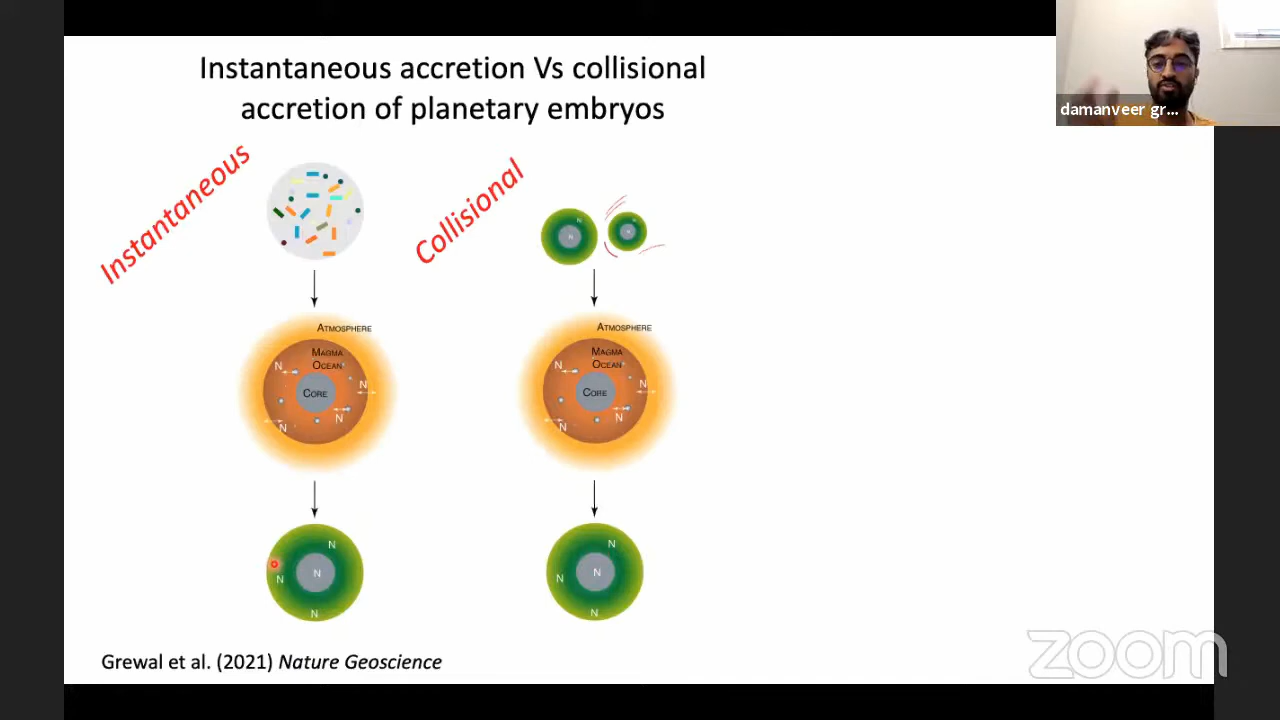 Instantaneous accretion Vs collisional
accretion of planetary embryos
damanveer gr...
Instantaneous
Collisional
N
N
ATMOSPHERE
MAGMA
OCEAN
N
N
CORE
N
N
ATMOSPHERE
MAGMA
OCEAN
N
N
CORE
N
N
N
N
N
N
N
N
N
N
Grewal et al. (2021) Nature Geoscience
zoom